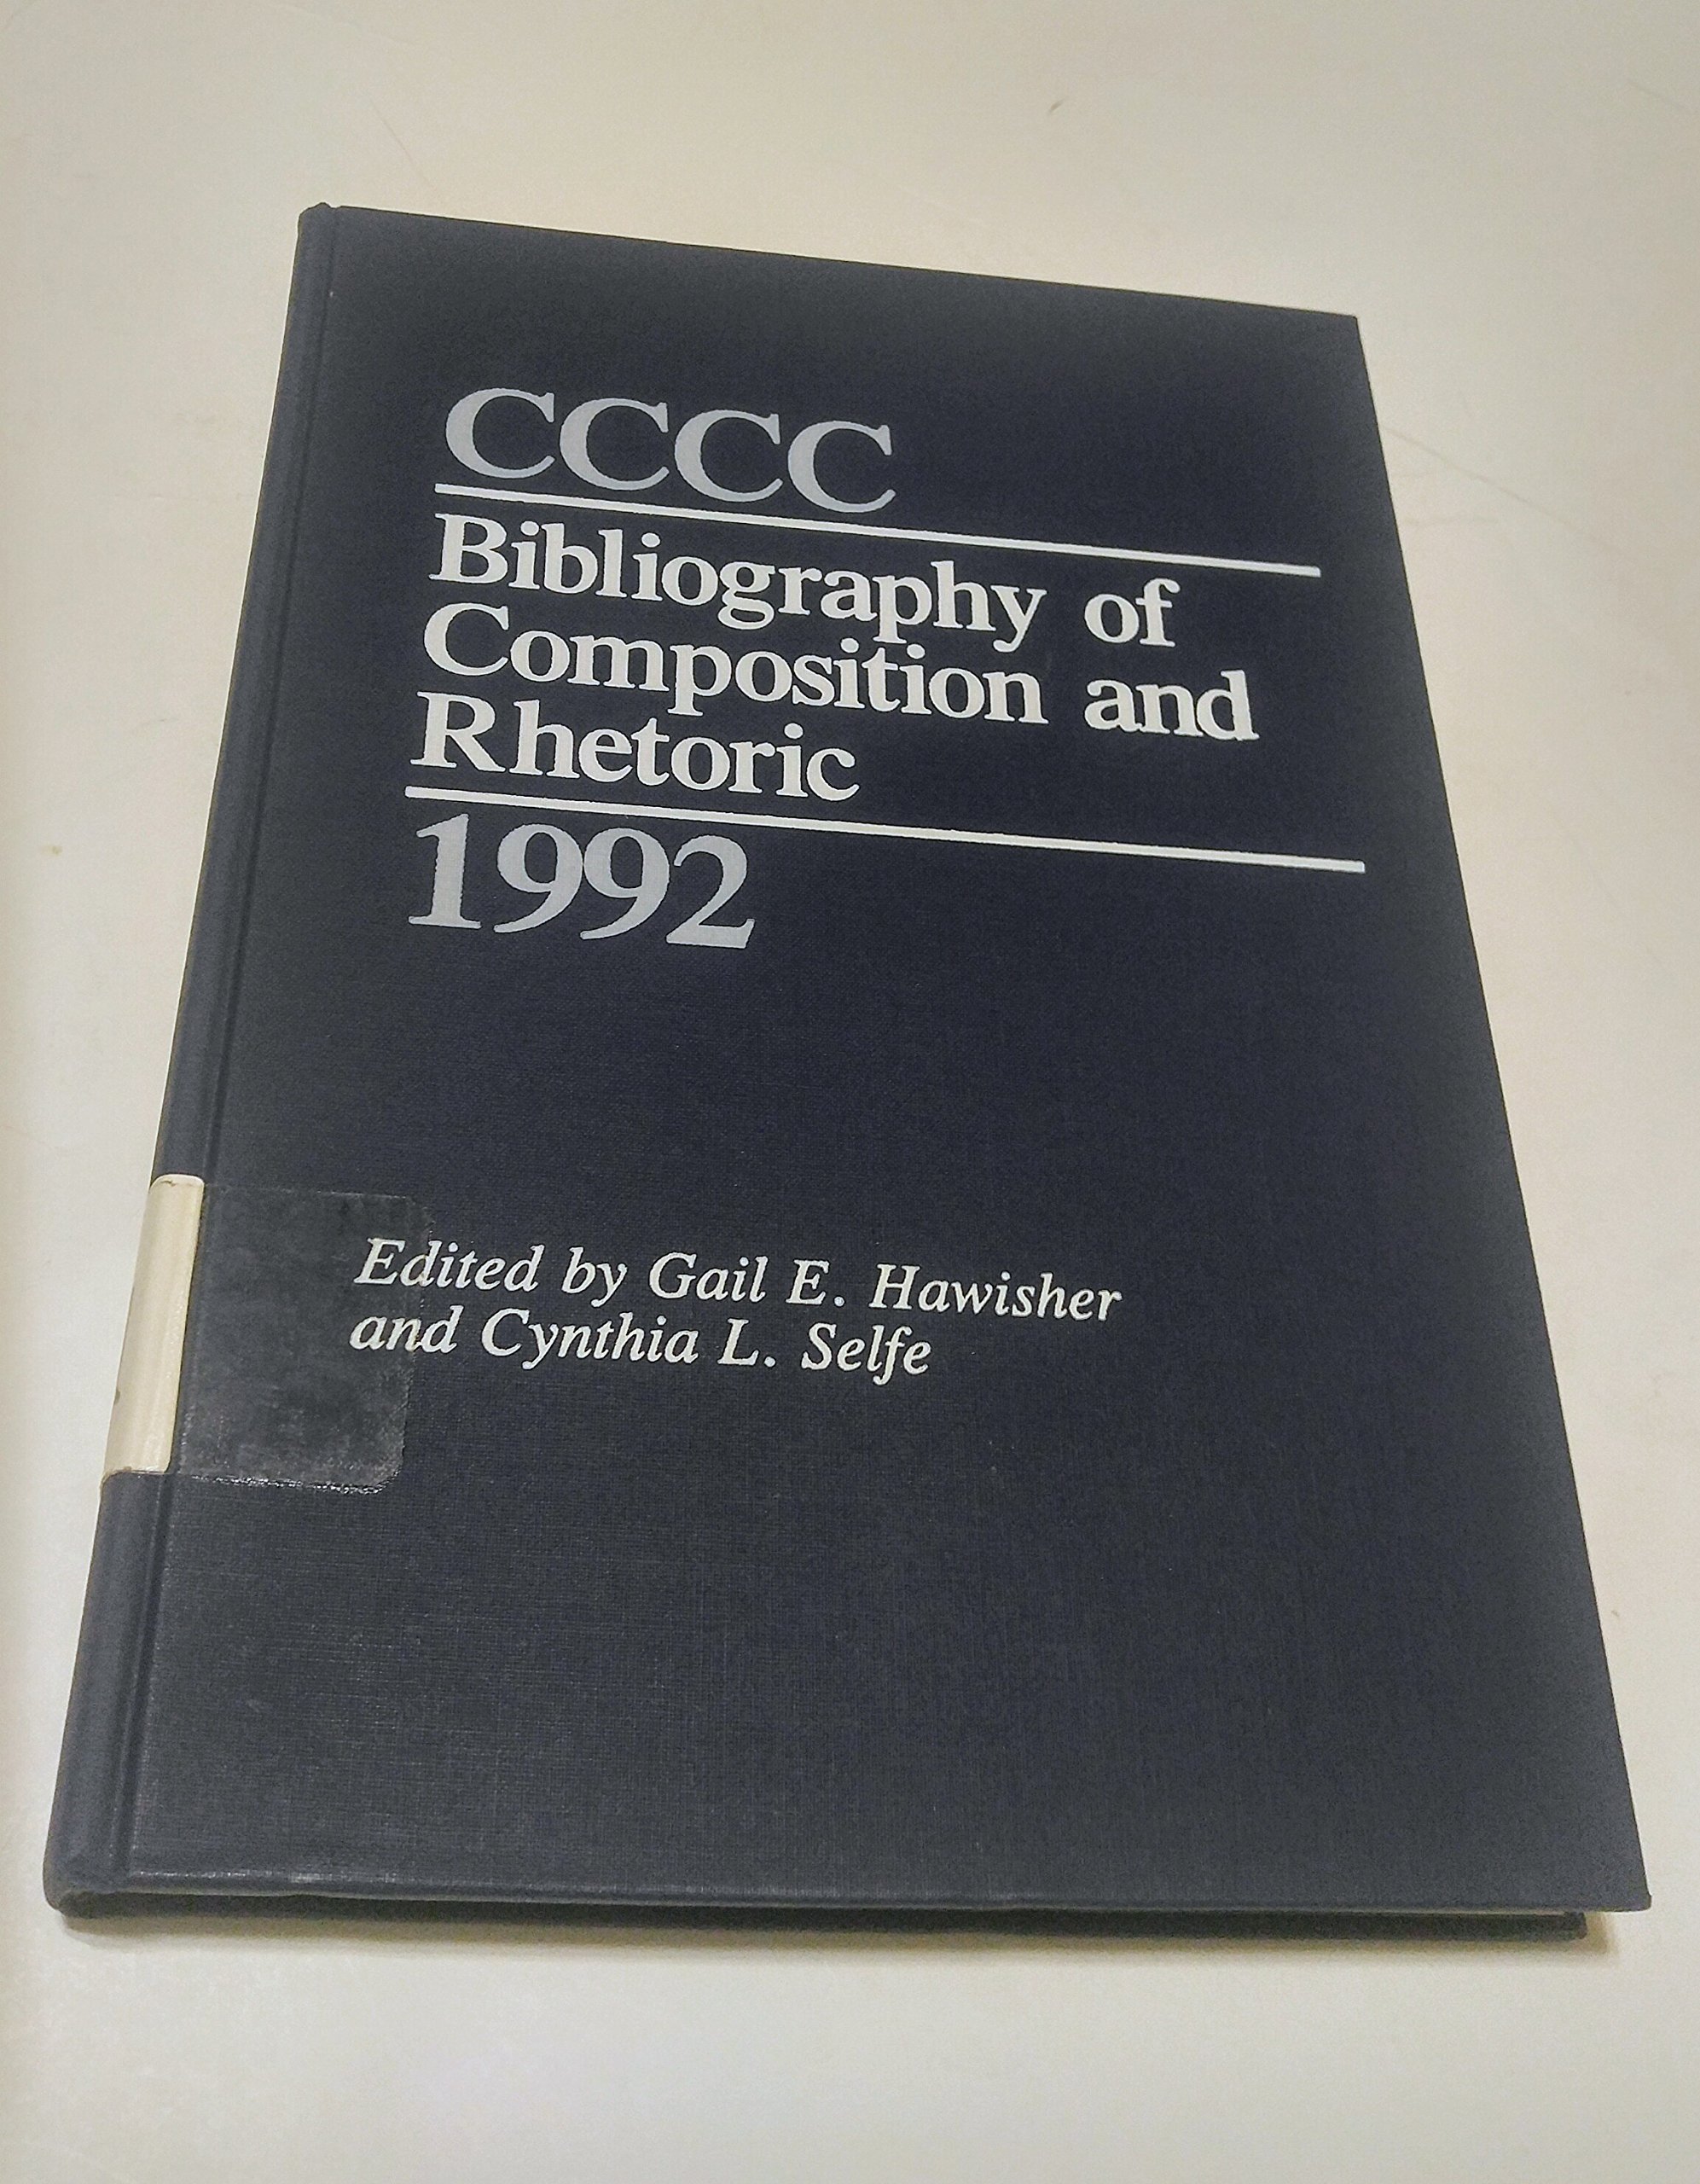 CCCC
Bibliography of
Composition and
Rhetoric
1992
Edited by Gail E. Hawisher
and Cynthia L. Selfe